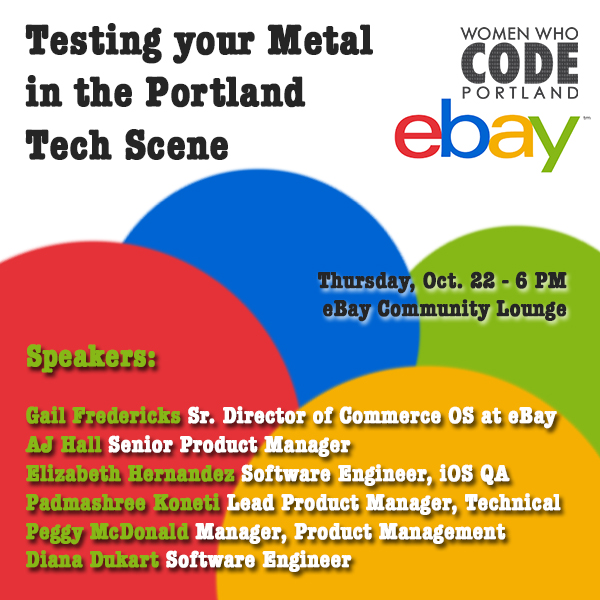 Testing your Metal
in the Portland
Tech Scene
WOMEN WHO
CODE
PORTLAND
ebay™
Thursday, Oct. 22 - 6 PM
eBay Community Lounge
Speakers:
Gail Fredericks Sr. Director of Commerce OS at eBay
AJ Hall Senior Product Manager
Elizabeth Hernandez Software Engineer, iOS QA
Padmashree Koneti Lead Product Manager, Technical
Peggy McDonald Manager, Product Management
Diana Dukart Software Engineer